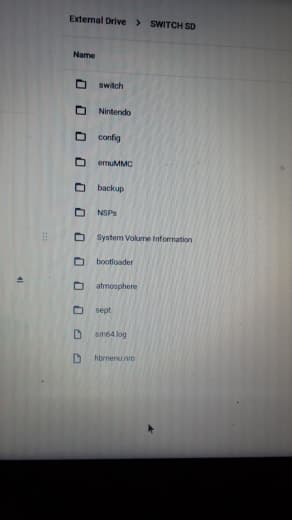 External Drive > SWITCH SD
Name
switch
Nintendo
config
emuMMC
backup
NSPs
System Volume Information
bootloader
atmosphere
sept
sm64.log
hbmenu.nro